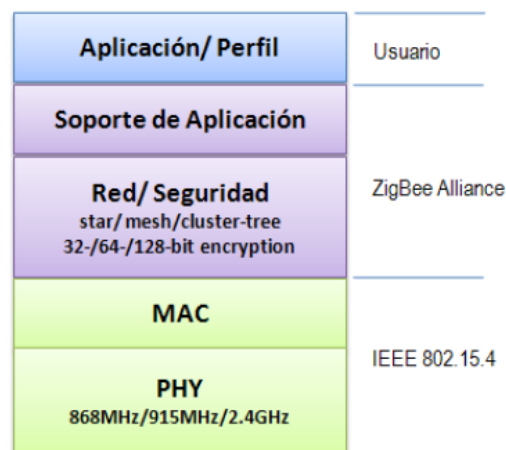 Aplicación/ Perfil
Usuario
Soporte de Aplicación
Red/ Seguridad
star/ mesh/cluster-tree
32-/64-/128-bit encryption
ZigBee Alliance
MAC
PHY
868MHz/915MHz/2.4GHz
IEEE 802.15.4